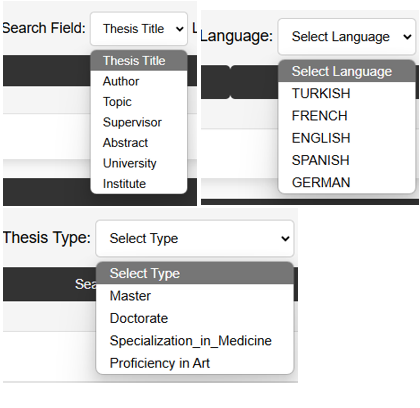 Search Field: Thesis Title L
Thesis Title
Author
Topic
Supervisor
Abstract
University
Institute
Language: Select Language
Select Language
TURKISH
FRENCH
ENGLISH
SPANISH
GERMAN
Thesis Type: Select Type
Sea
Select Type
Master
Doctorate
Specialization_in_Medicine
Proficiency in Art